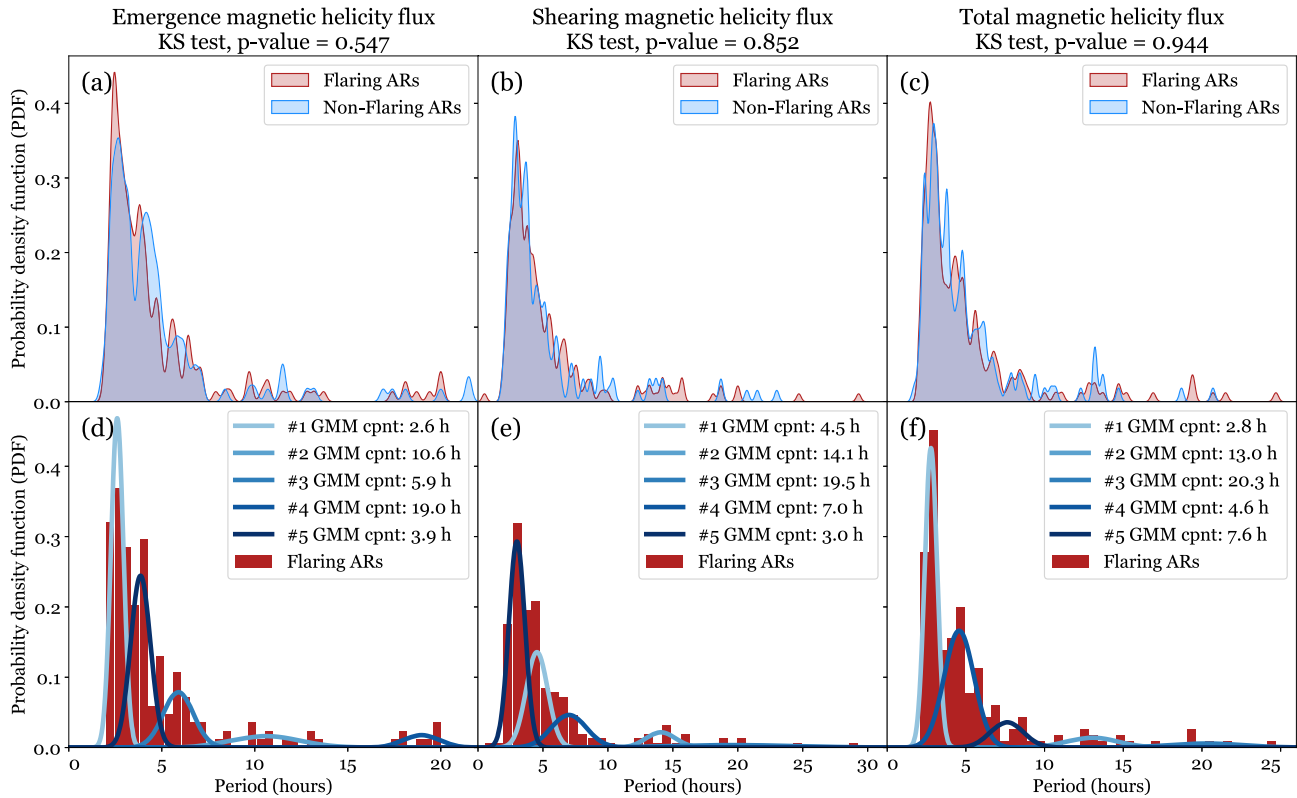 Emergence magnetic helicity flux
KS test, p-value = 0.547
Shearing magnetic helicity flux
KS test, p-value = 0.852
Total magnetic helicity flux
KS test, p-value = 0.944
Probability density function (PDF)
0.4
0.3
0.2
0.1
0.0
(a)
Flaring ARs
Non-Flaring ARs
(b)
Flaring ARs
Non-Flaring ARs
(c)
Flaring ARs
Non-Flaring ARs
Probability density function (PDF)
0.4
0.3
0.2
0.1
0.0
(d)
#1 GMM cpnt: 2.6 h
#2 GMM cpnt: 10.6 h
#3 GMM cpnt: 5.9 h
#4 GMM cpnt: 19.0 h
#5 GMM cpnt: 3.9 h
Flaring ARs
(e)
#1 GMM cpnt: 4.5 h
#2 GMM cpnt: 14.1 h
#3 GMM cpnt: 19.5 h
#4 GMM cpnt: 7.0 h
#5 GMM cpnt: 3.0 h
Flaring ARs
(f)
#1 GMM cpnt: 2.8 h
#2 GMM cpnt: 13.0 h
#3 GMM cpnt: 20.3 h
#4 GMM cpnt: 4.6 h
#5 GMM cpnt: 7.6 h
Flaring ARs
0 5 10 15 20
0 5 10 15 20 25 30
0 5 10 15 20 25
Period (hours)
Period (hours)
Period (hours)